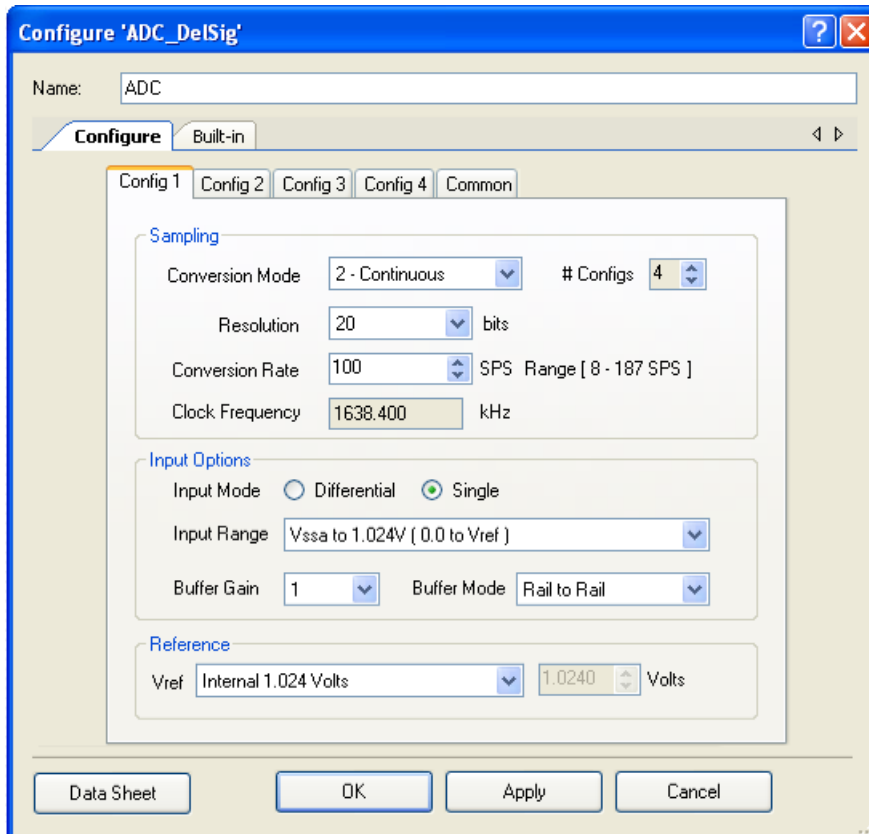 Configure 'ADC_DelSig'
Name: ADC
Configure Built-in
Config 1 Config 2 Config 3 Config 4 Common
Sampling
Conversion Mode 2 - Continuous # Configs 4
Resolution 20 bits
Conversion Rate 100 SPS Range [ 8 - 187 SPS ]
Clock Frequency 1638.400 kHz
Input Options
Input Mode Differential Single
Input Range Vssa to 1.024V ( 0.0 to Vref )
Buffer Gain 1 Buffer Mode Rail to Rail
Reference
Vref Internal 1.024 Volts 1.0240 Volts
Data Sheet OK Apply Cancel